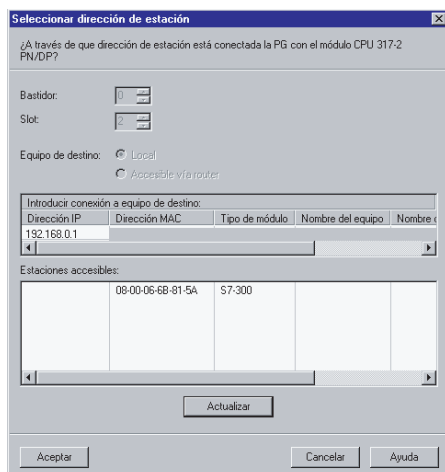 Seleccionar dirección de estación
¿A través de que dirección de estación está conectada la PG con el módulo CPU 317-2
PN/DP?
Bastidor: 0
Slot: 2
Equipo de destino: Local
Accesible vía router
Introducir conexión a equipo de destino:
Dirección IP Dirección MAC Tipo de módulo Nombre del equipo Nombre
192.168.0.1
Estaciones accesibles:
08-00-06-6B-81-5A S7-300
Actualizar
Aceptar Cancelar Ayuda